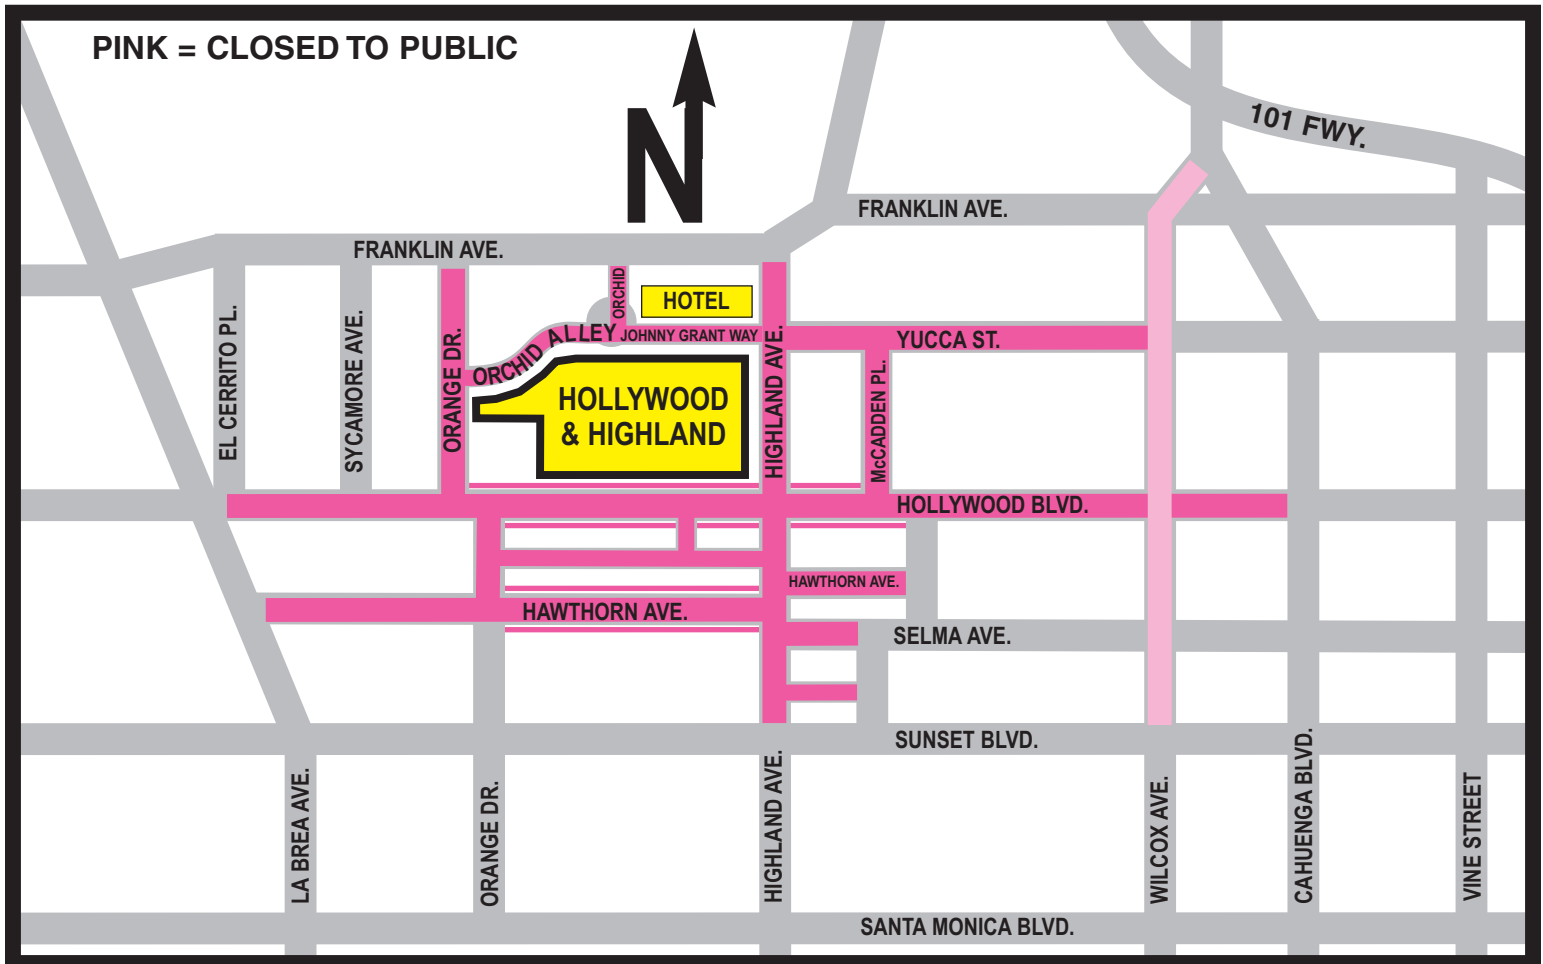 PINK = CLOSED TO PUBLIC
N
101 FWY.
FRANKLIN AVE.
FRANKLIN AVE.
ORCHID
HOTEL
EL CERRITO PL.
SYCAMORE AVE.
ORANGE DR.
ORCHID ALLEY
JOHNNY GRANT WAY
HIGHLAND AVE.
YUCCA ST.
McCADDEN PL.
HOLLYWOOD
& HIGHLAND
HOLLYWOOD BLVD.
HAWTHORN AVE.
HAWTHORN AVE.
SELMA AVE.
SUNSET BLVD.
LA BREA AVE.
ORANGE DR.
HIGHLAND AVE.
WILCOX AVE.
CAHUENGA BLVD.
VINE STREET
SANTA MONICA BLVD.